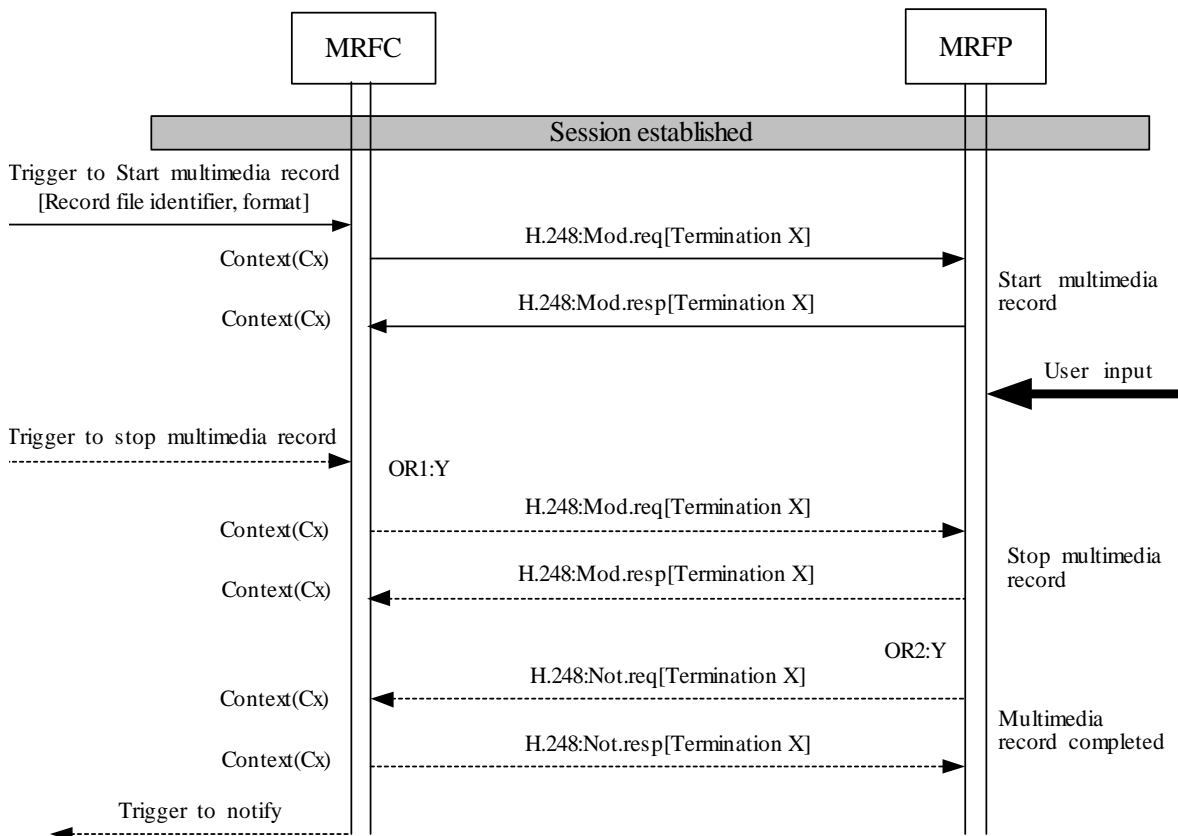 MRFC
MRFP
Session established
Trigger to Start multimedia record
[Record file identifier, format]
H.248:Mod.req[Termination X]
Context(Cx)
Start multimedia
record
H.248:Mod.resp[Termination X]
Context(Cx)
User input
Trigger to stop multimedia record
OR1:Y
H.248:Mod.req[Termination X]
Context(Cx)
Stop multimedia
record
H.248:Mod.resp[Termination X]
Context(Cx)
OR2:Y
H.248:Not.req[Termination X]
Context(Cx)
Multimedia
record completed
H.248:Not.resp[Termination X]
Context(Cx)
Trigger to notify